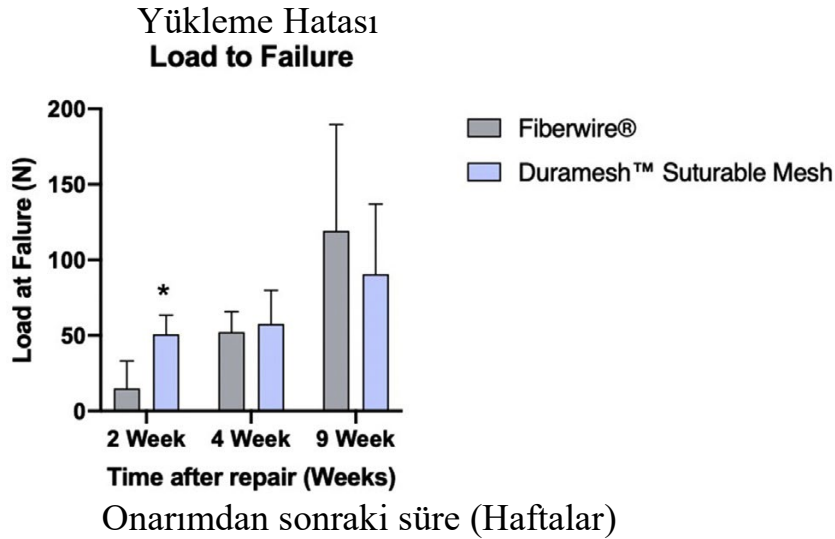 Yükleme Hatası
Load to Failure
200
150
100
50
0
Load at Falure (N)
*
Fiberwire®
Duramesh™ Suturable Mesh
2 Week 4 Week 9 Week
Time after repair (Weeks)
Onarımdan sonraki süre (Haftalar)